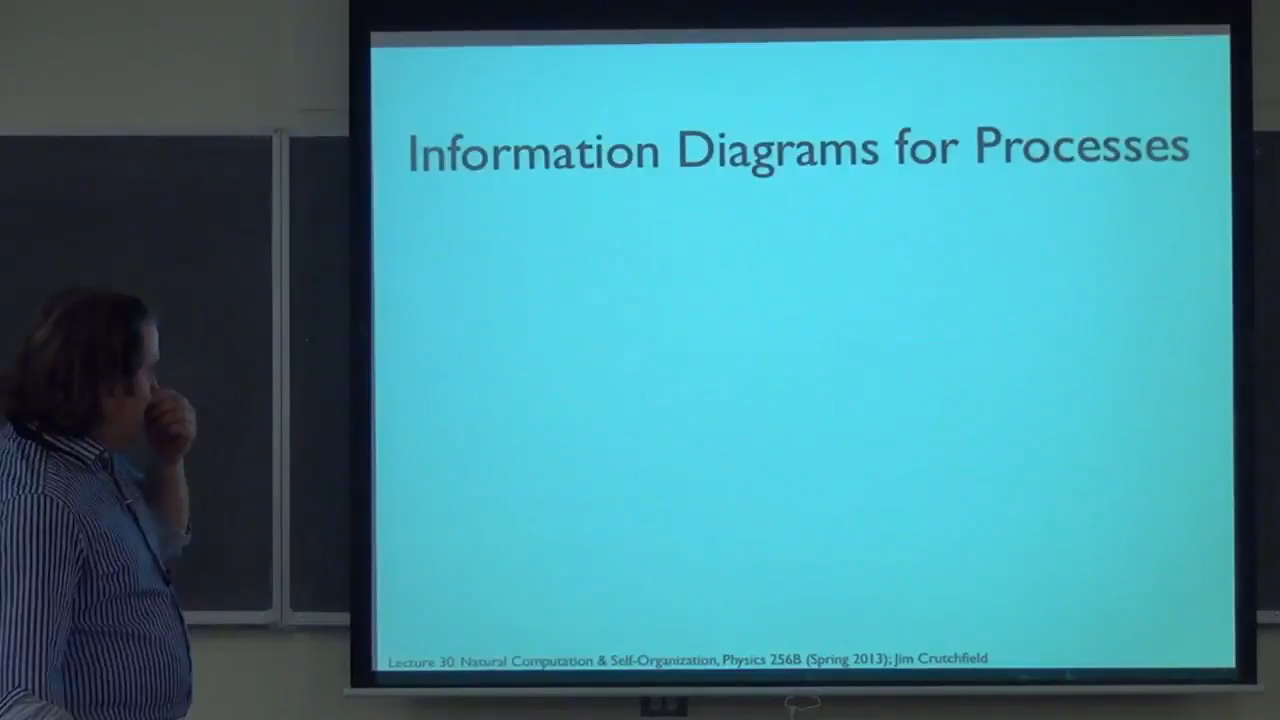 Information Diagrams for Processes
Lecture 30: Natural Computation & Self-Organization, Physics 256B (Spring 2013); Jim Crutchfield